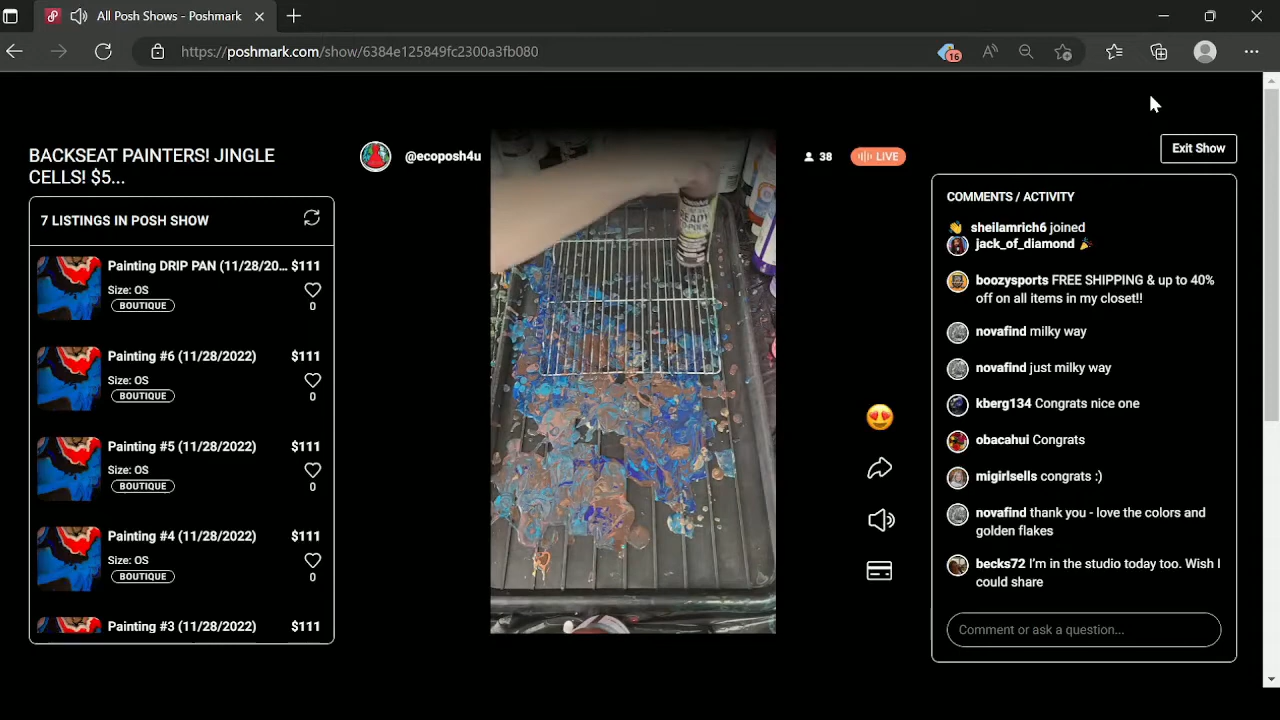 All Posh Shows - Poshmark
https://poshmark.com/show/6384e125849fc2300a3fb080
16
BACKSEAT PAINTERS! JINGLE
CELLS! $5...
7 LISTINGS IN POSH SHOW
Painting DRIP PAN (11/28/20... $111
Size: OS
BOUTIQUE
0
Painting #6 (11/28/2022) $111
Size: OS
BOUTIQUE
0
Painting #5 (11/28/2022) $111
Size: OS
BOUTIQUE
0
Painting #4 (11/28/2022) $111
Size: OS
BOUTIQUE
0
Painting #3 (11/28/2022) $111
@ecoposh4u
38
LIVE
READY
Exit Show
COMMENTS / ACTIVITY
sheilamrich6 joined
jack_of_diamond
boozysports FREE SHIPPING & up to 40%
off on all items in my closet!!
novafind milky way
novafind just milky way
kberg134 Congrats nice one
obacahui Congrats
migirlsells congrats :)
novafind thank you - love the colors and
golden flakes
becks72 I'm in the studio today too. Wish I
could share
Comment or ask a question...